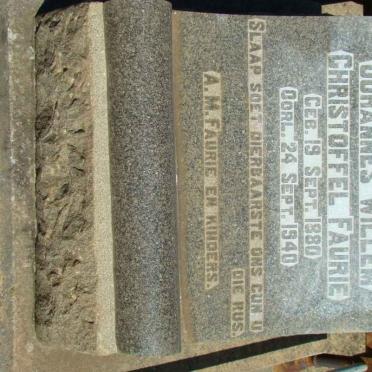 CHRISTOFFEL FAURIE
GEB. 19 SEPT. 1880
OORL. 24 SEPT. 1940
SLAAP SOET DIERBAARSTE ONS GUN U
DIE RUS.
A. M. FAURIE EN KINDERS.